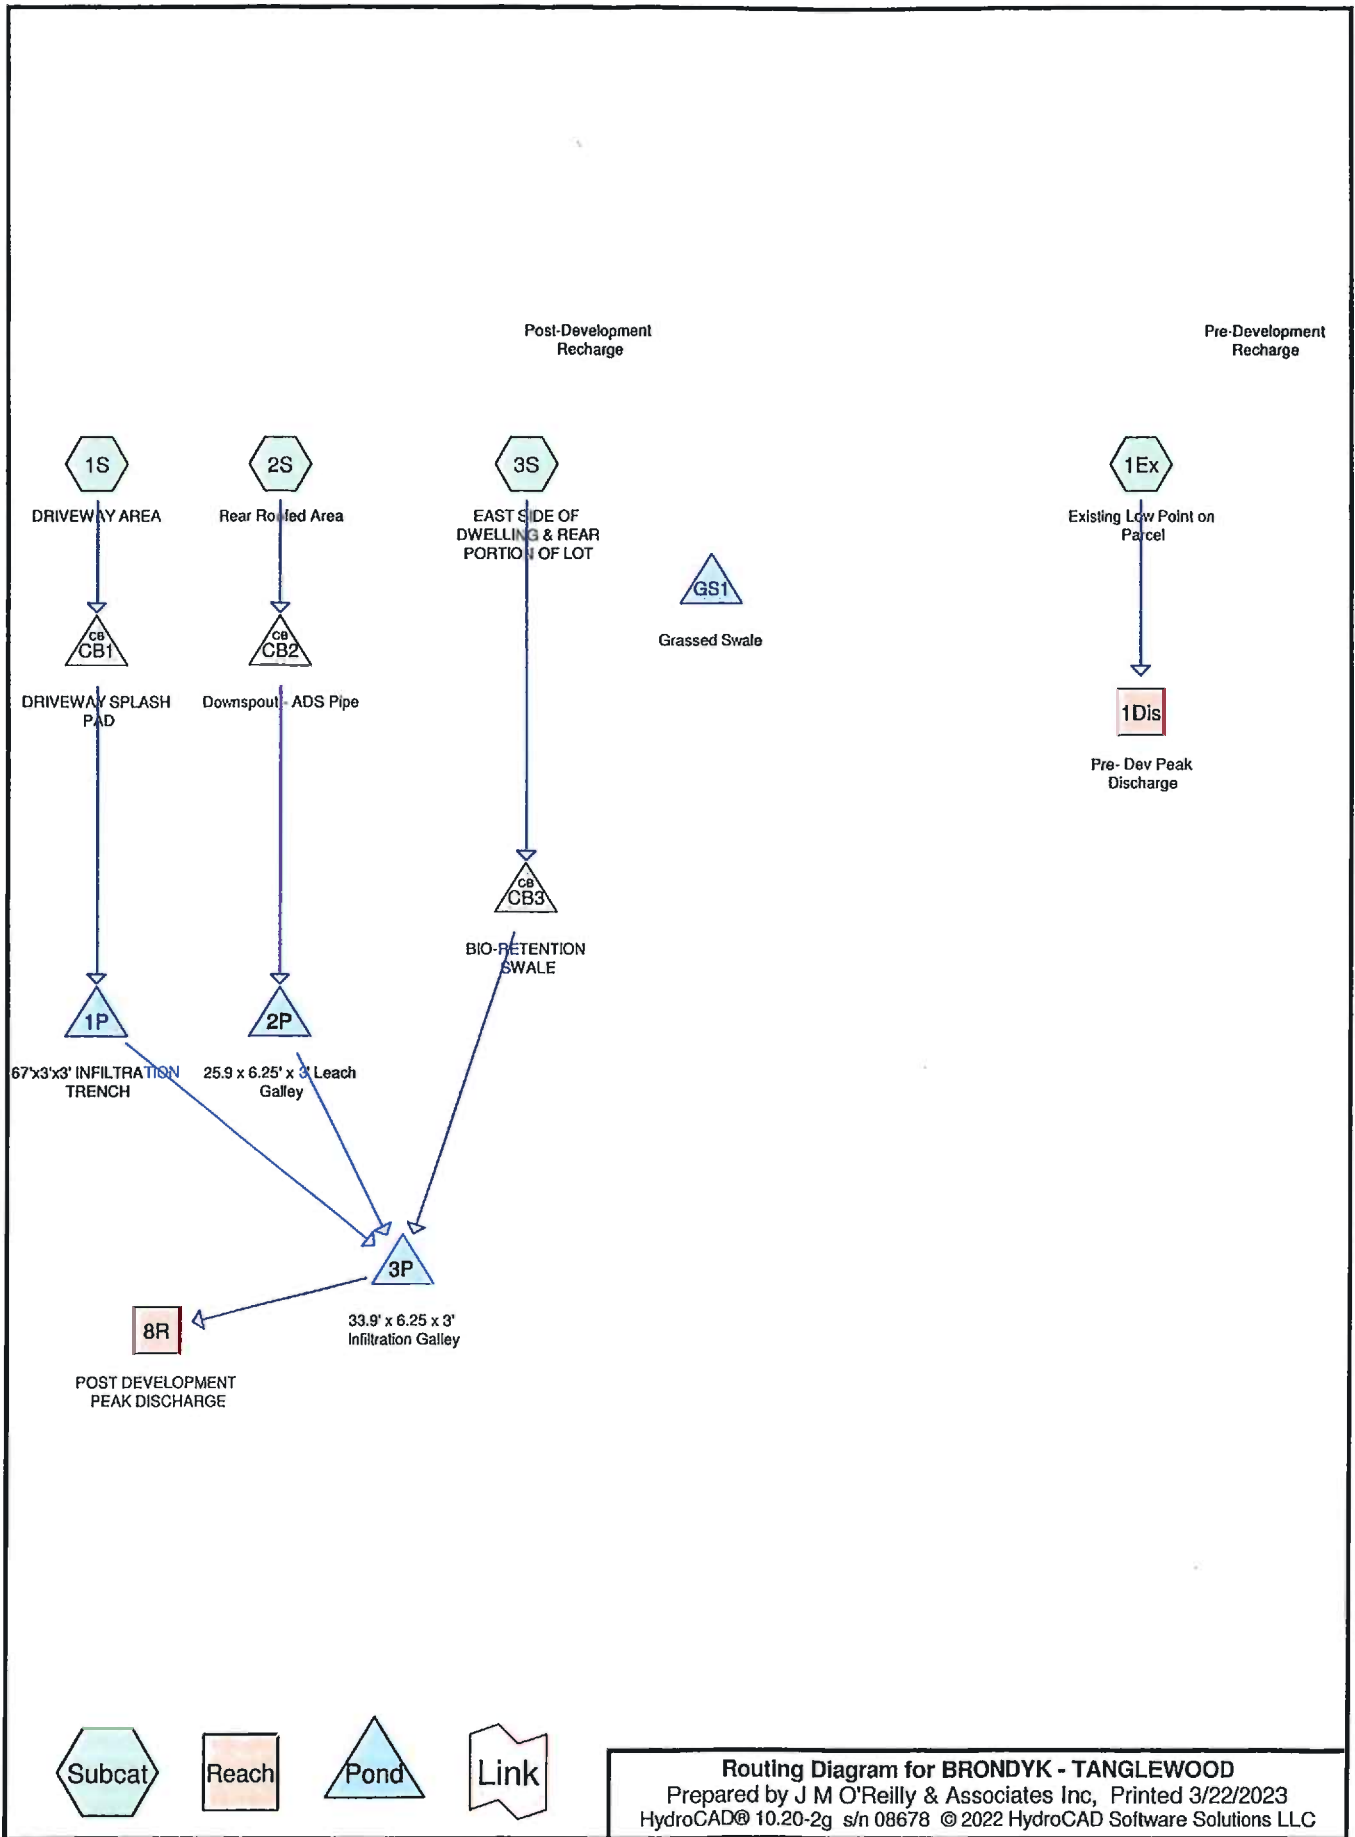 Post-Development
Recharge
Pre-Development
Recharge
1S
2S
3S
1Ex
DRIVEWAY AREA
Rear Roofed Area
EAST SIDE OF
DWELLING & REAR
PORTION OF LOT
Existing Low Point on
Parcel
GS1
Grassed Swale
CB
CB1
CB
CB2
DRIVEWAY SPLASH
PAD
Downspout - ADS Pipe
1Dis
Pre- Dev Peak
Discharge
CB
CB3
BIO-RETENTION
SWALE
1P
2P
67'x3'x3' INFILTRATION
TRENCH
25.9 x 6.25' x 3' Leach
Galley
3P
33.9' x 6.25 x 3'
Infiltration Galley
8R
POST DEVELOPMENT
PEAK DISCHARGE
Subcat
Reach
Pond
Link
Routing Diagram for BRONDYK - TANGLEWOOD
Prepared by J M O'Reilly & Associates Inc, Printed 3/22/2023
HydroCAD® 10.20-2g s/n 08678 © 2022 HydroCAD Software Solutions LLC